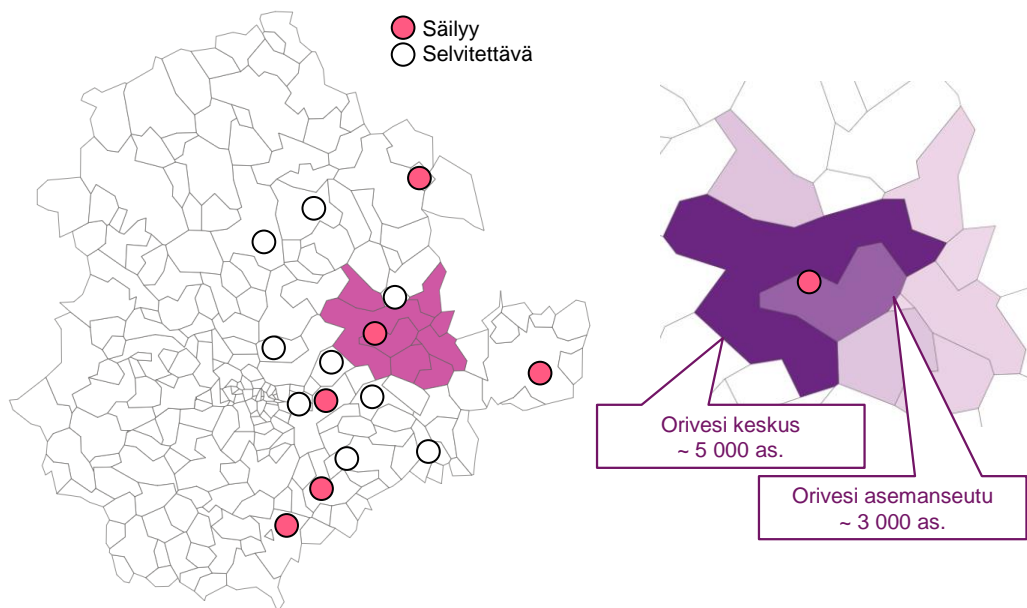 Säilyy
Selvitettävä
Orivesi keskus
~ 5 000 as.
Orivesi asemanseutu
~ 3 000 as.